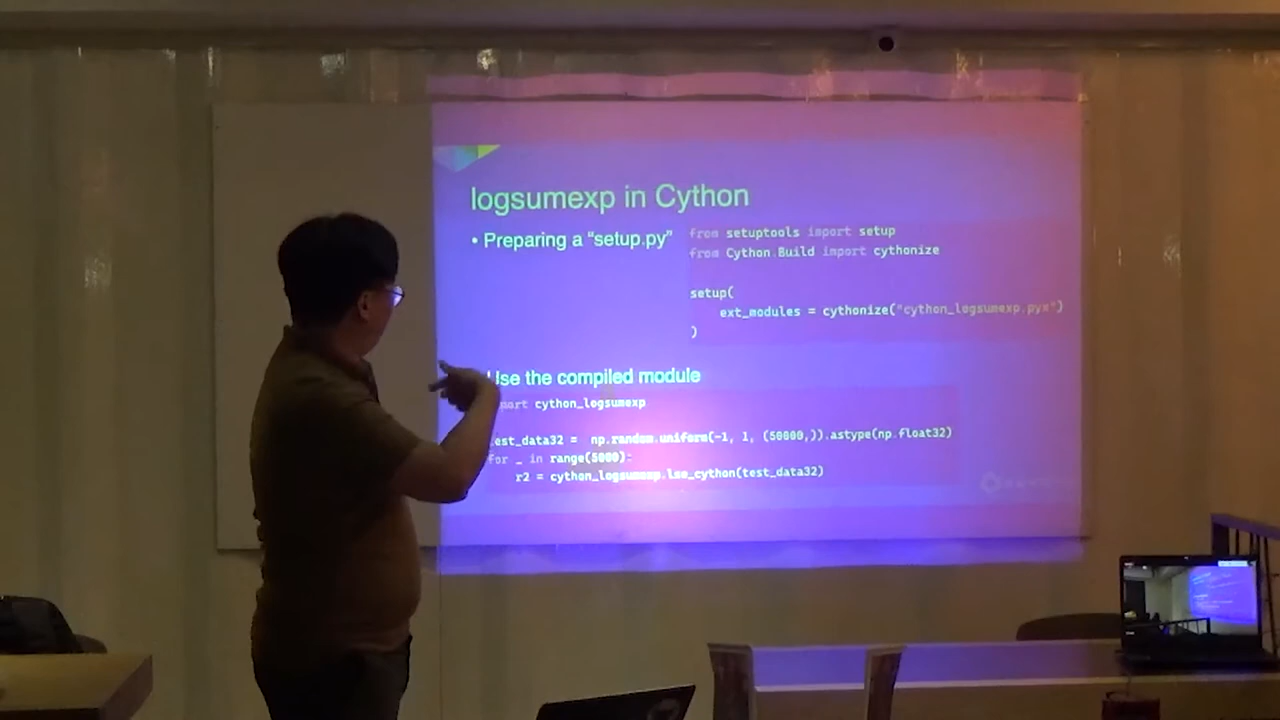 logsumexp in Cython
• Preparing a “setup.py”
from setuptools import setup
from Cython.Build import cythonize
setup(
ext_modules = cythonize("cython_logsumexp.pyx")
)
Use the compiled module
import cython_logsumexp
test_data32 = np.random.uniform(-1, 1, (50000,)).astype(np.float32)
for _ in range(5000):
r2 = cython_logsumexp.lse_cython(test_data32)